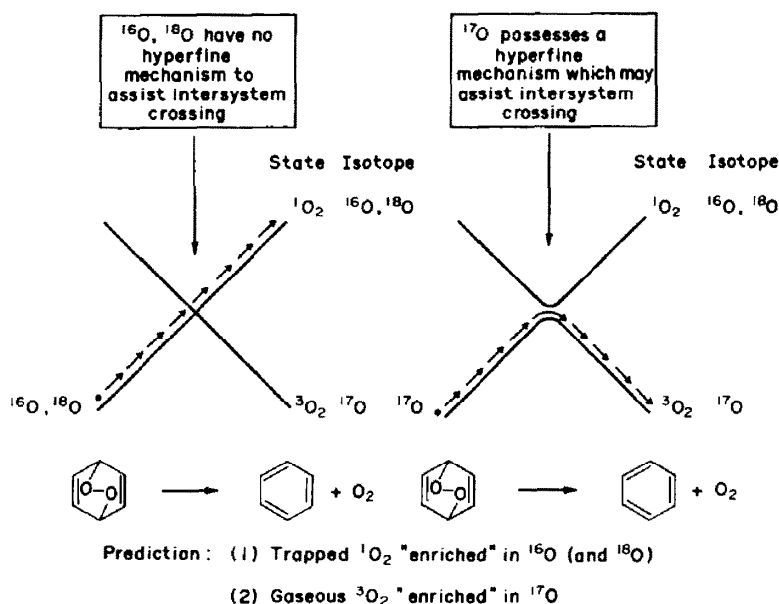 ¹⁶O, ¹⁸O have no
hyperfine
mechanism to
assist intersystem
crossing
¹⁷O possesses a
hyperfine
mechanism which may
assist intersystem
crossing
State Isotope
¹O₂ ¹⁶O, ¹⁸O
State Isotope
¹O₂ ¹⁶O, ¹⁸O
¹⁶O, ¹⁸O
³O₂ ¹⁷O
¹⁷O
³O₂ ¹⁷O
O-O
+ O₂
O-O
+ O₂
Prediction: (1) Trapped ¹O₂ "enriched" in ¹⁶O (and ¹⁸O)
(2) Gaseous ³O₂ "enriched" in ¹⁷O